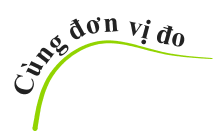 Cùng đơn vị đo